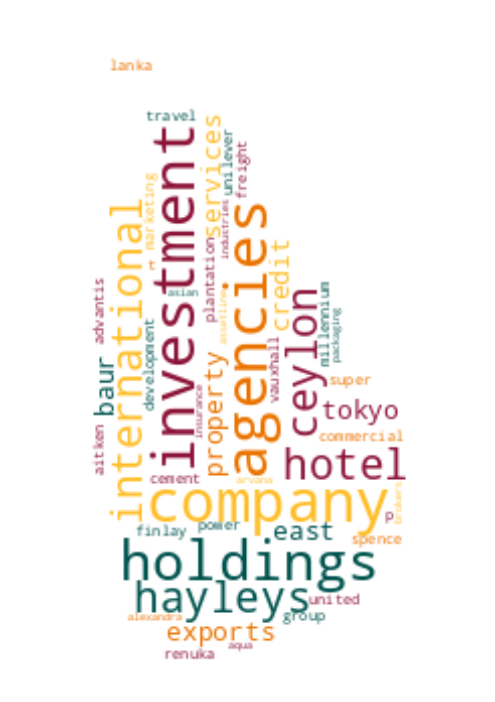 lanka
travel
investment
services
unilever
freight
marketing
international
industries
agencies
plantation
t
asian
credit
advantis
development
assetline
millennium
packaging
ceylon
vauxhall
baur
property
insurance
super
tokyo
aitken
commercial
hotel
cement
arvana
company
brokers
p
finlay
power
east
spence
holdings
hayleys
united
alexandra
group
exports
aqua
renuka